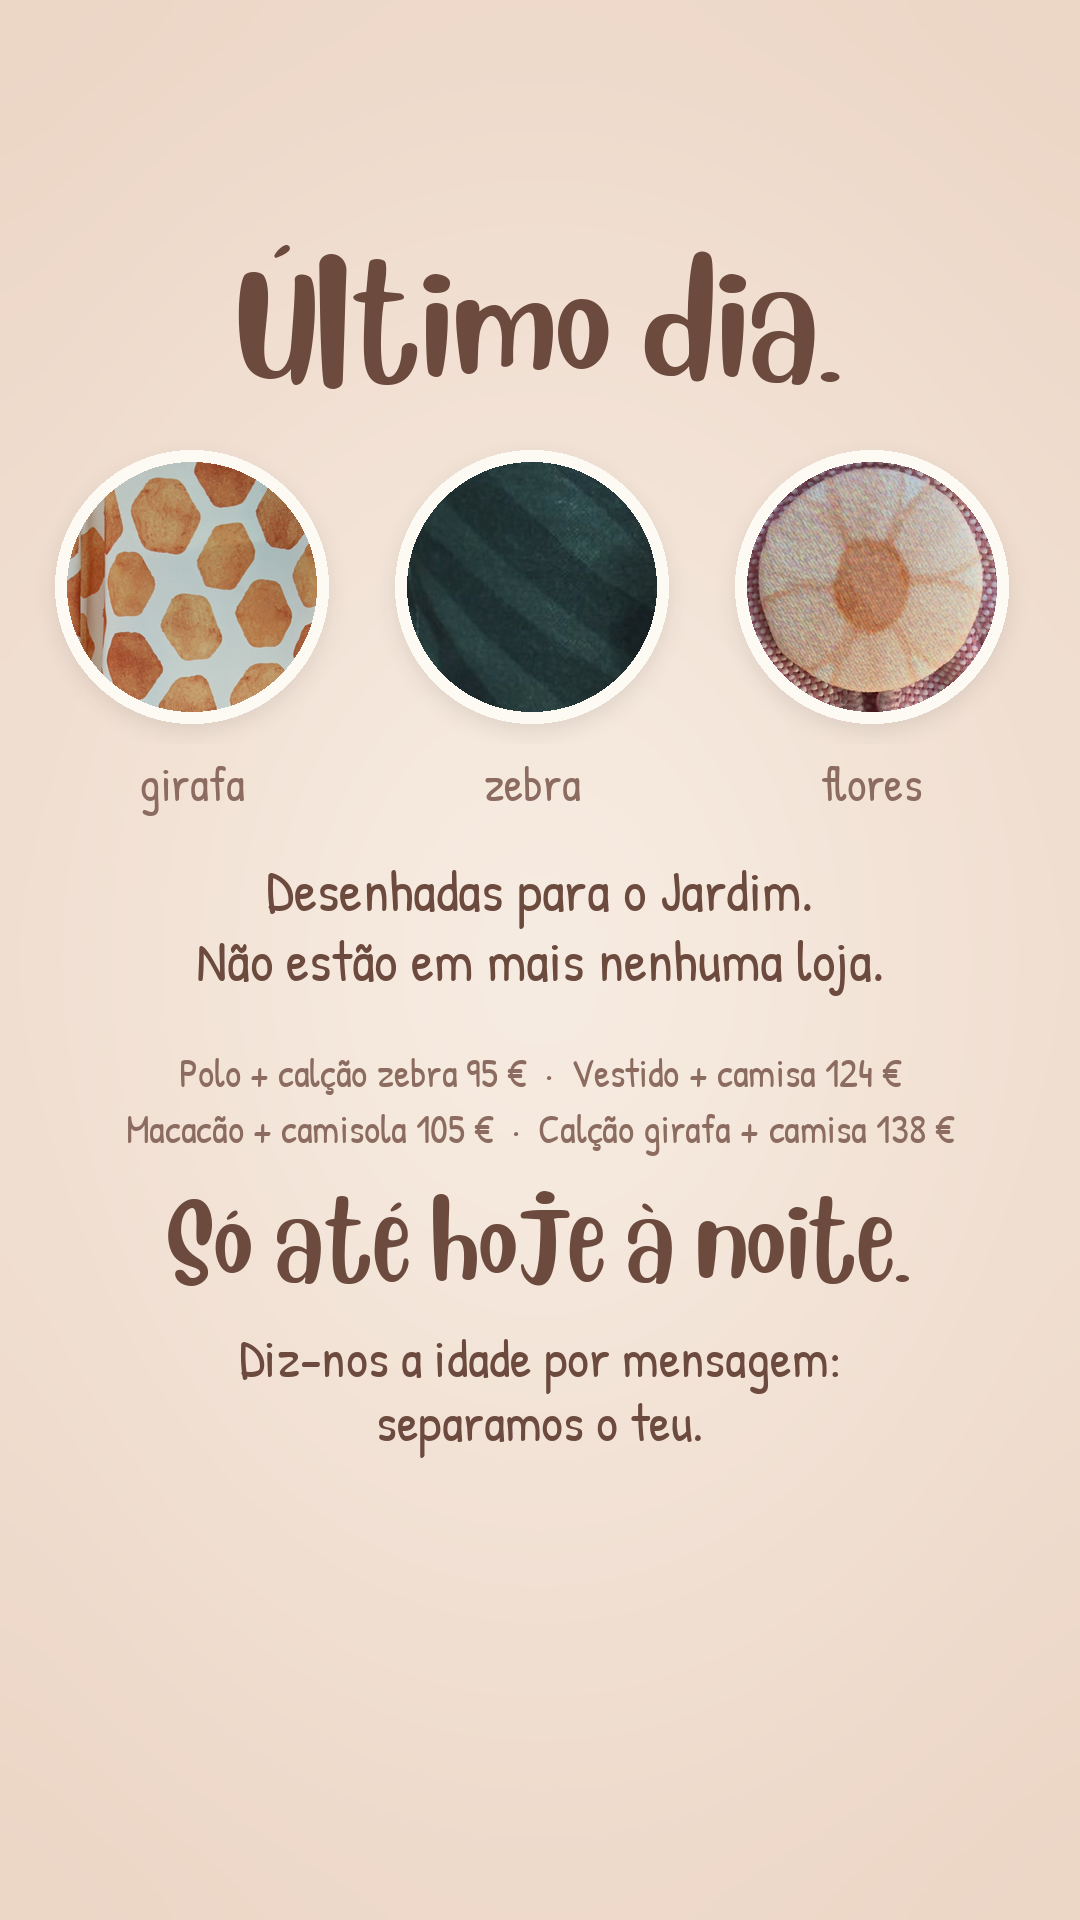 Último dia.
girafa
zebra
flores
Desenhadas para o Jardim.
Não estão em mais nenhuma loja.
Polo + calção zebra 95 € · Vestido + camisa 124 €
Macacão + camisola 105 € · Calção girafa + camisa 138 €
Só até hoje à noite.
Diz-nos a idade por mensagem:
separamos o teu.